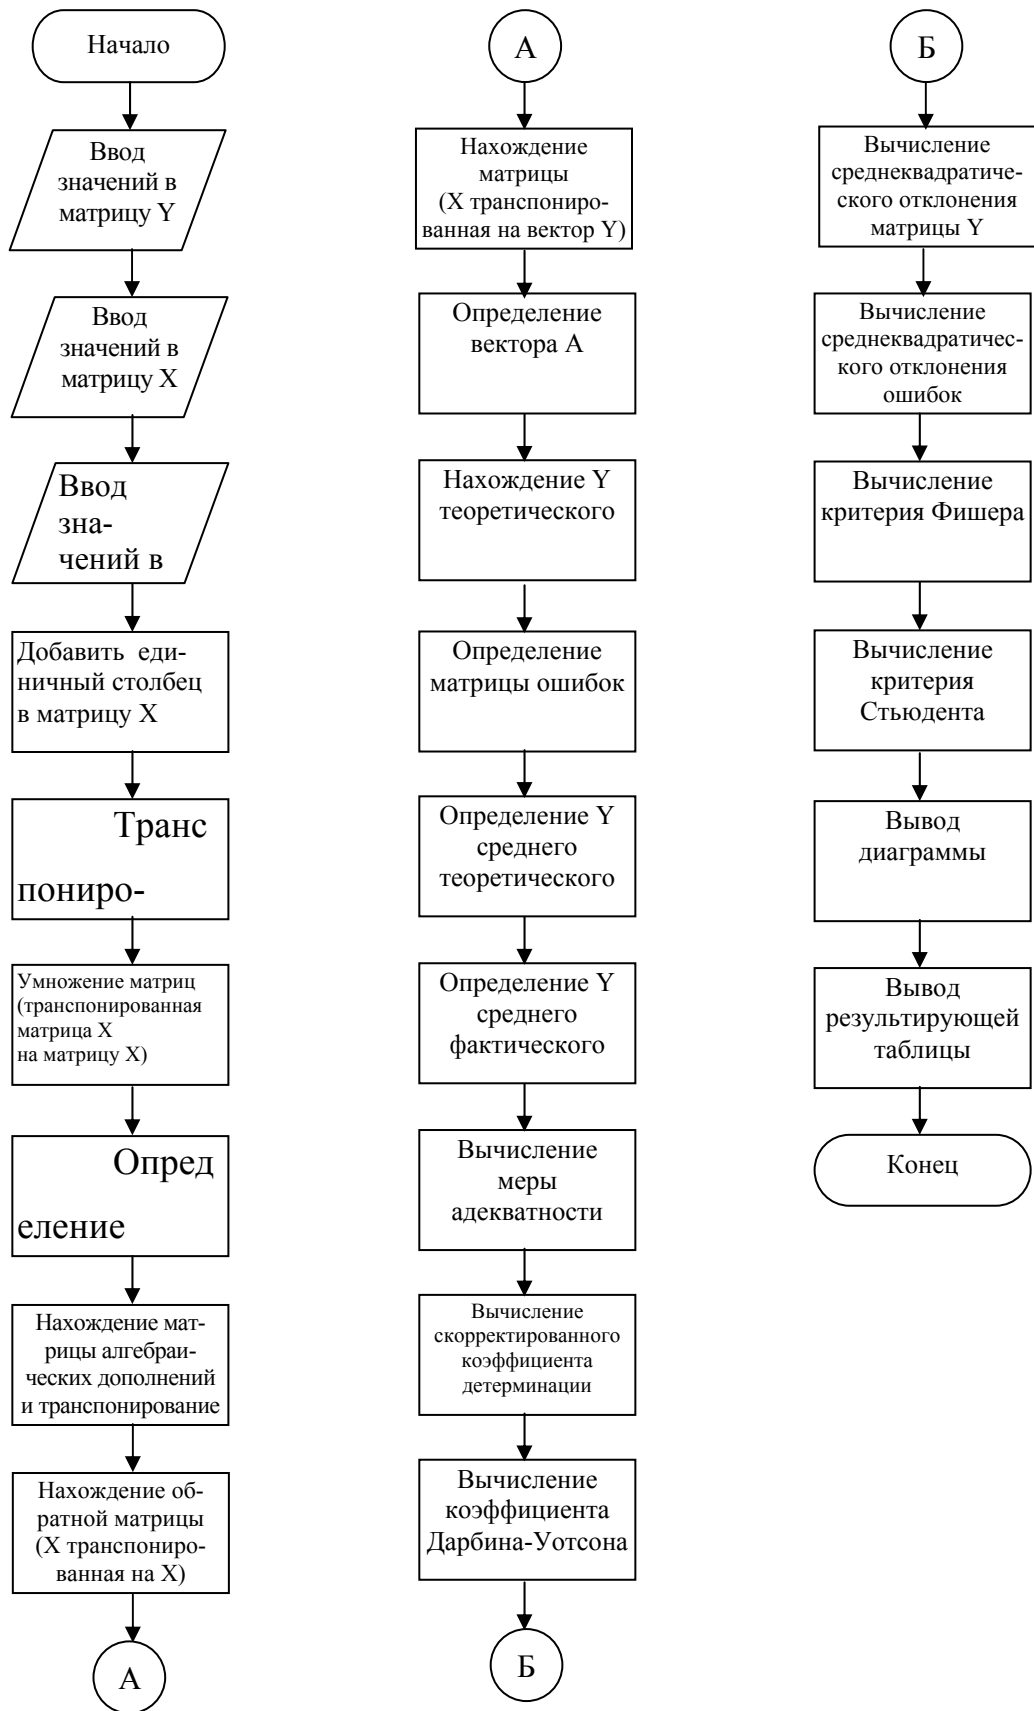 Начало
Ввод
значений в
матрицу Y
Ввод
значений в
матрицу X
Ввод
зна-
чений в
Добавить еди-
ничный столбец
в матрицу X
Транс
пониро-
Умножение матриц
(транспонированная
матрица X
на матрицу X)
Опред
еление
Нахождение мат-
рицы алгебраи-
ческих дополнений
и транспонирование
Нахождение об-
ратной матрицы
(X транспониро-
ванная на X)
А
А
Нахождение
матрицы
(X транспониро-
ванная на вектор Y)
Определение
вектора А
Нахождение Y
теоретического
Определение
матрицы ошибок
Определение Y
среднего
теоретического
Определение Y
среднего
фактического
Вычисление
меры
адекватности
Вычисление
скорректированного
коэффициента
детерминации
Вычисление
коэффициента
Дарбина-Уотсона
Б
Б
Вычисление
среднеквадратиче-
ского отклонения
матрицы Y
Вычисление
среднеквадратичес-
кого отклонения
ошибок
Вычисление
критерия Фишера
Вычисление
критерия
Стьюдента
Вывод
диаграммы
Вывод
результирующей
таблицы
Конец